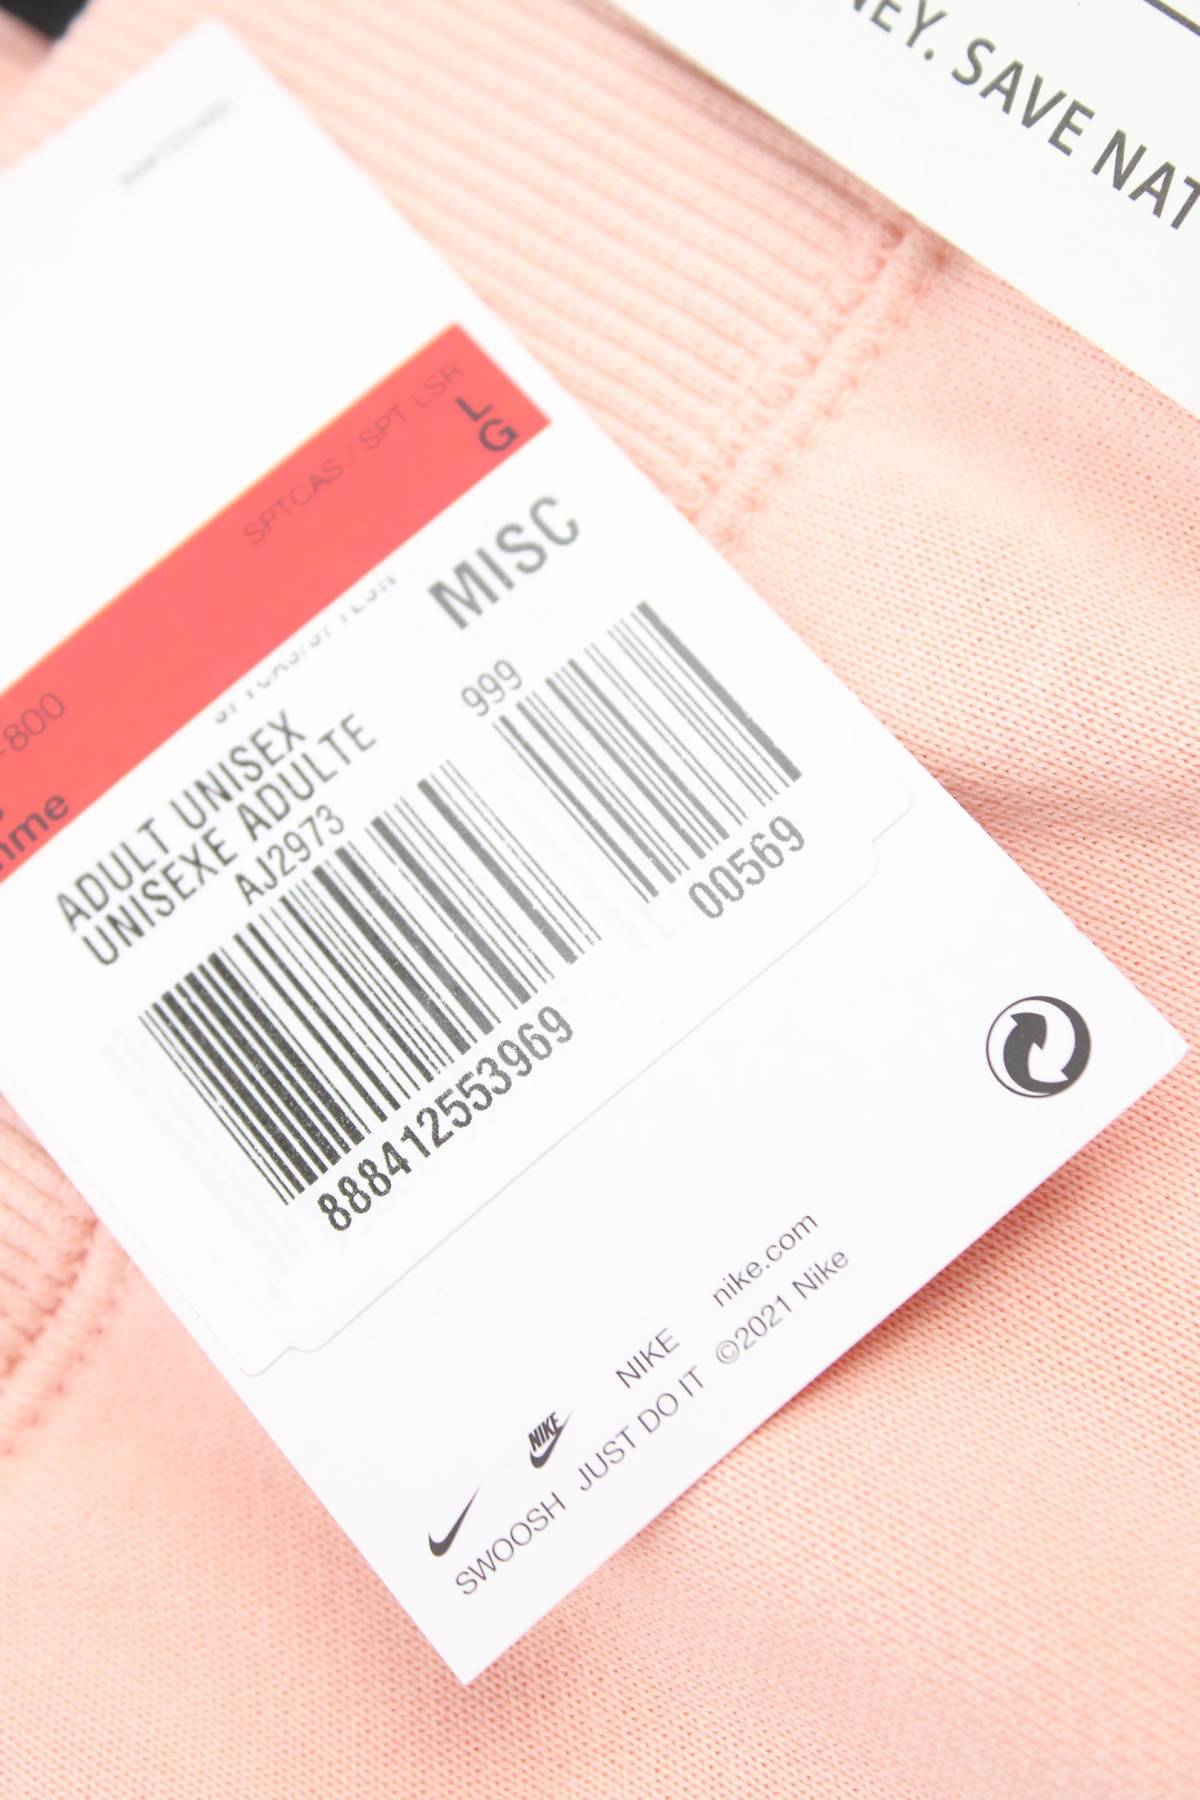 NEY. SAVE NAT
SPTCAS / SPT LSR
L
G
800
mme
MISC
ADULT UNISEX
UNISEXE ADULTE
AJ2973
999
888412553969
00569
NIKE nike.com
NIKE
SWOOSH JUST DO IT ©2021 Nike